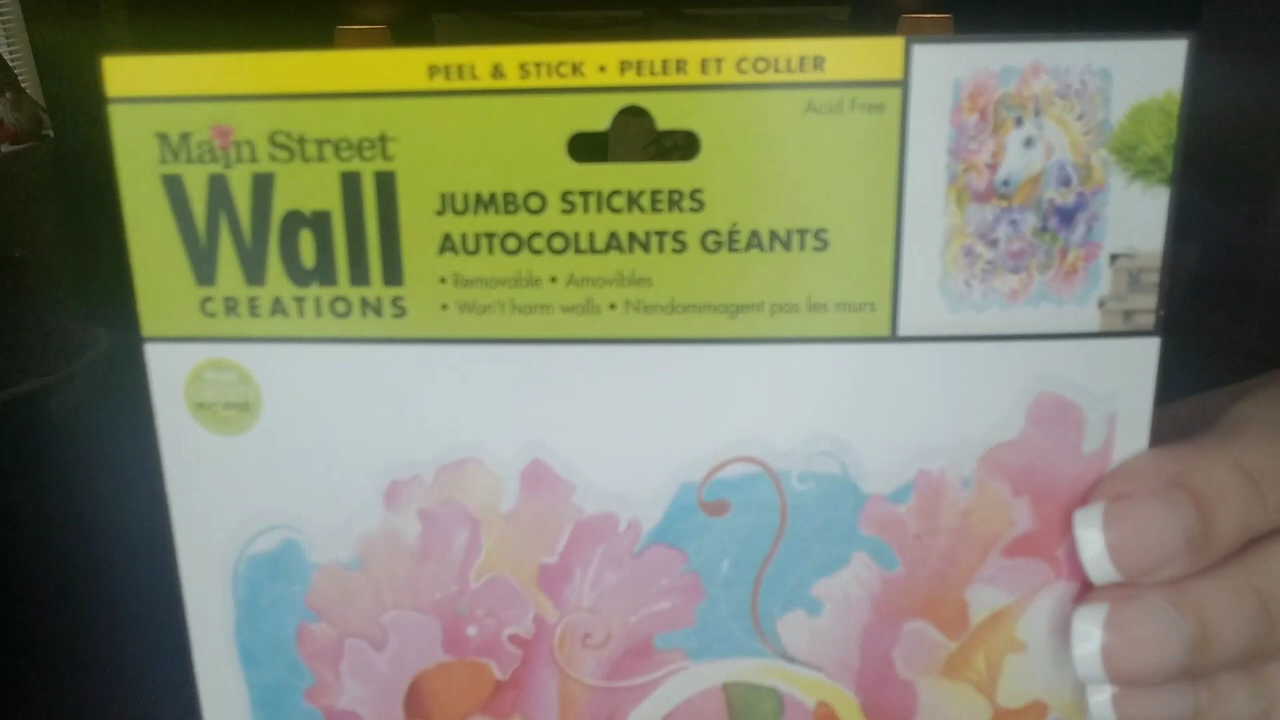 PEEL & STICK • PELER ET COLLER
Acid Free
Main Street
Wall
CREATIONS
JUMBO STICKERS
AUTOCOLLANTS GÉANTS
• Removable • Amovibles
• Won't harm walls • N'endommagent pas les murs